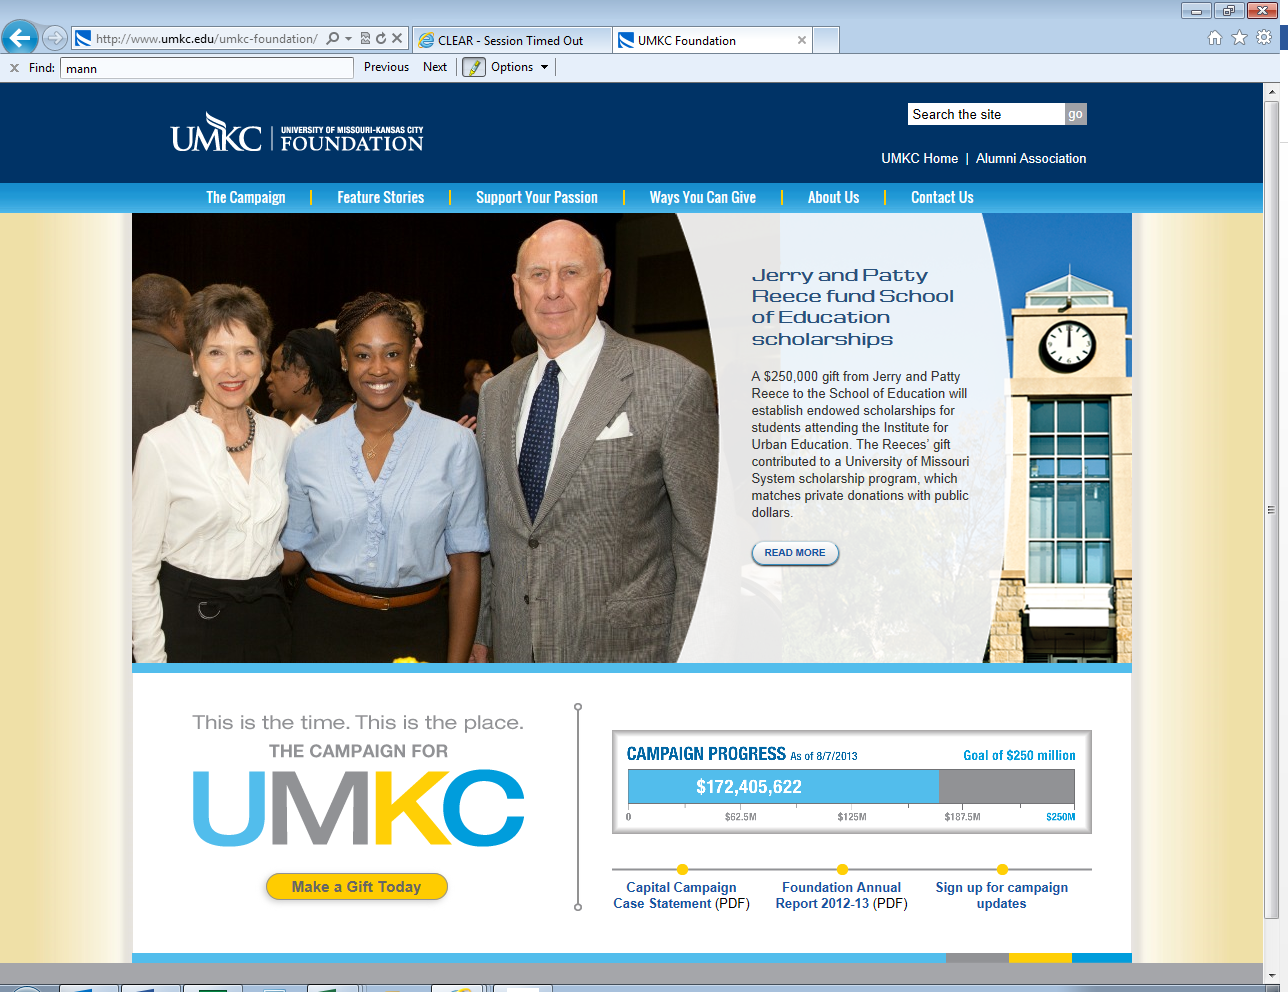 http://www.umkc.edu/umkc-foundation/
CLEAR - Session Timed Out
UMKC Foundation
Find: mann
Previous Next Options
UMKC
UNIVERSITY OF MISSOURI-KANSAS CITY
FOUNDATION
Search the site
go
UMKC Home | Alumni Association
The Campaign
Feature Stories
Support Your Passion
Ways You Can Give
About Us
Contact Us
Jerry and Patty
Reece fund School
of Education
scholarships
A $250,000 gift from Jerry and Patty
Reece to the School of Education will
establish endowed scholarships for
students attending the Institute for
Urban Education. The Reeces' gift
contributed to a University of Missouri
System scholarship program, which
matches private donations with public
dollars.
READ MORE
This is the time. This is the place.
THE CAMPAIGN FOR
UMKC
Make a Gift Today
CAMPAIGN PROGRESS As of 8/7/2013
Goal of $250 million
$172,405,622
0 $62.5M $125M $187.5M $250M
Capital Campaign
Case Statement (PDF)
Foundation Annual
Report 2012-13 (PDF)
Sign up for campaign
updates